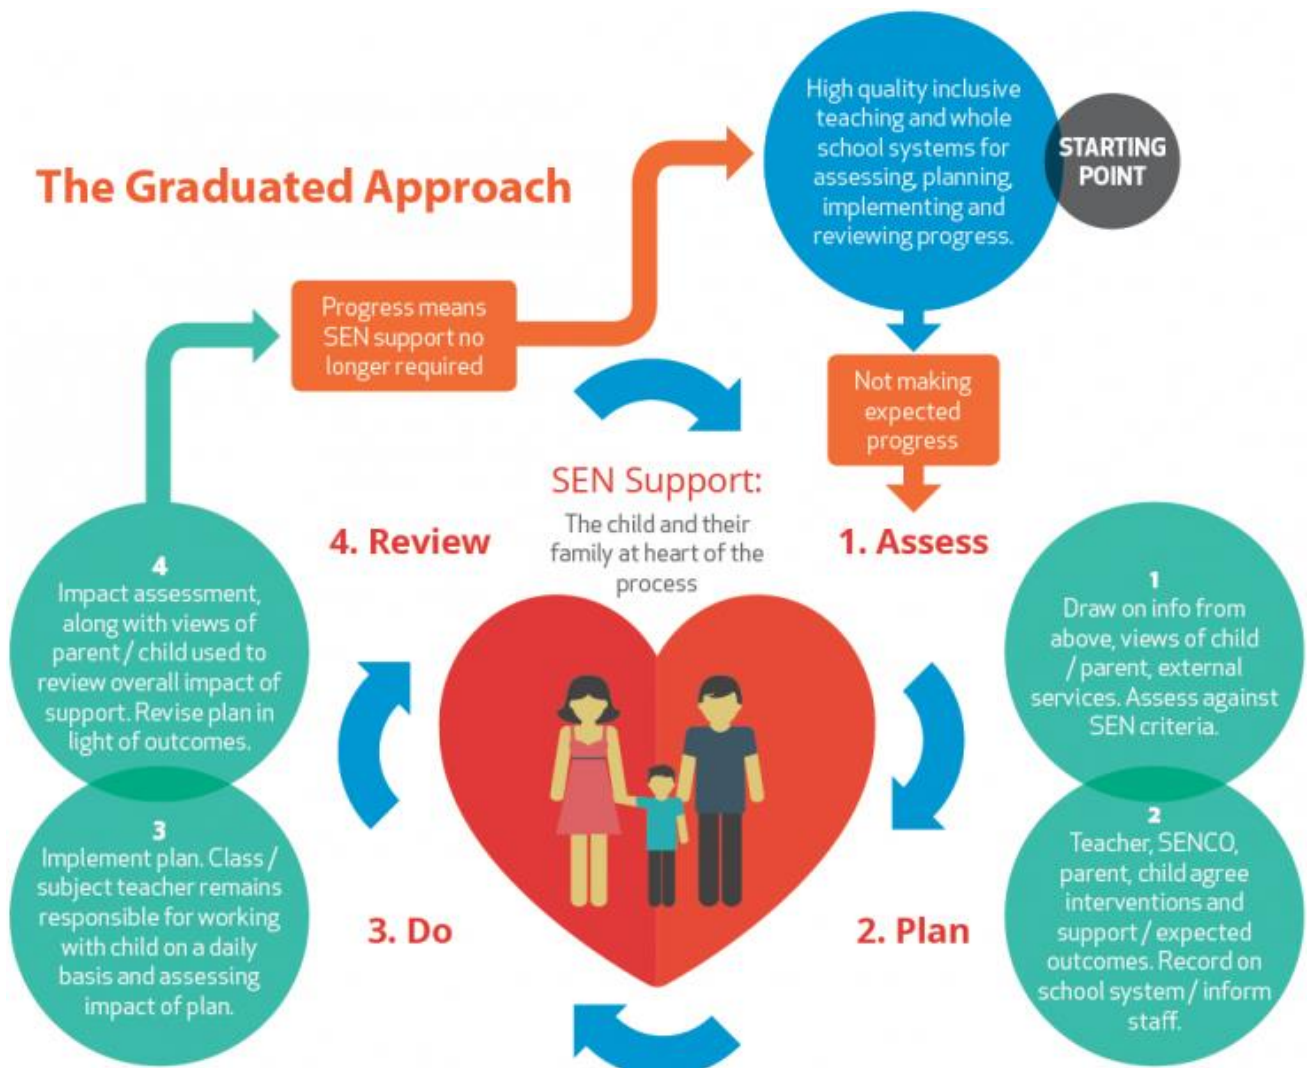 The Graduated Approach
High quality inclusive
teaching and whole
school systems for
assessing, planning,
implementing and
reviewing progress.
STARTING
POINT
Progress means
SEN support no
longer required
Not making
expected
progress
SEN Support:
The child and their
family at heart of the
process
4. Review
1. Assess
4
Impact assessment,
along with views of
parent / child used to
review overall impact of
support. Revise plan in
light of outcomes.
1
Draw on info from
above, views of child
/ parent, external
services. Assess against
SEN criteria.
3
Implement plan. Class /
subject teacher remains
responsible for working
with child on a daily
basis and assessing
impact of plan.
2
Teacher, SENCO,
parent, child agree
interventions and
support / expected
outcomes. Record on
school system / inform
staff.
3. Do
2. Plan